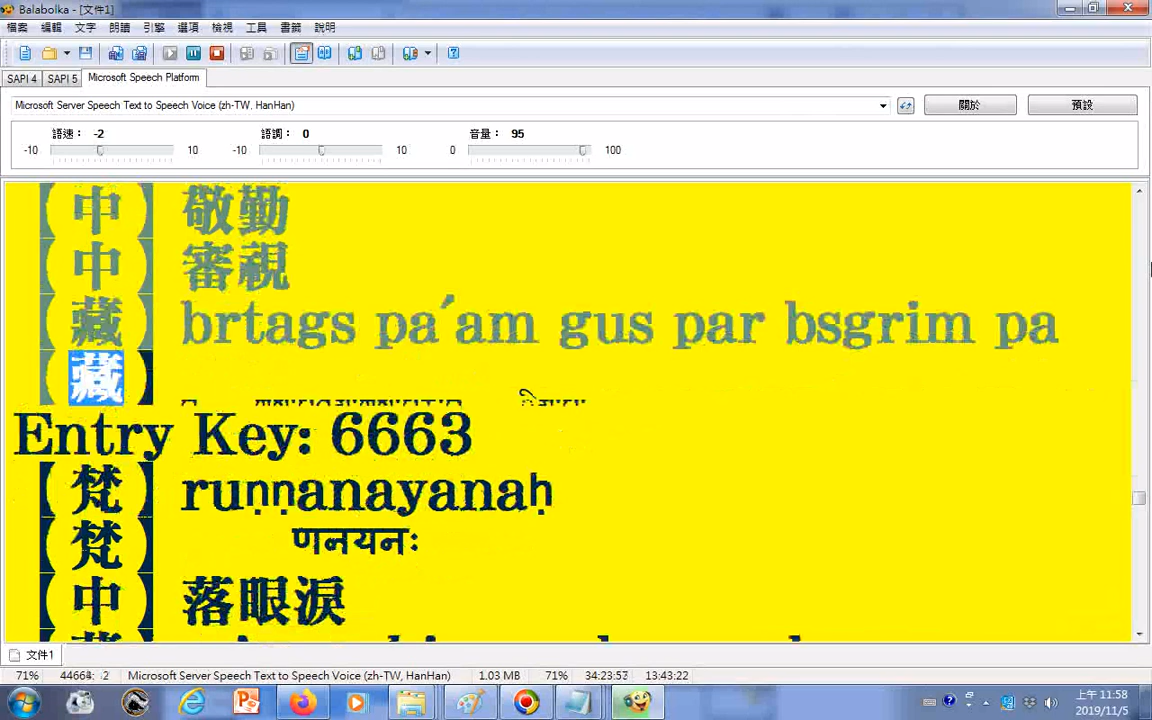 Balabolka - [文件1]
檔案 編輯 文字 朗讀 引擎 選項 檢視 工具 書籤 說明
SAPI 4 SAPI 5 Microsoft Speech Platform
Microsoft Server Speech Text to Speech Voice (zh-TW, HanHan)
關於 預設
語速： -2 語調： 0 音量： 95
-10 10 -10 10 0 100
【中】 敬勤
【中】 審視
【藏】 brtags pa'am gus par bsgrim pa
【藏】
Entry Key: 6663
【梵】 ruṇṇanayanaḥ
【梵】 णनयनः
【中】 落眼淚
文件1
71% Microsoft Server Speech Text to Speech Voice (zh-TW, HanHan) 1.03 MB 71% 34:23:57 13:43:22
上午 11:58
2019/11/5